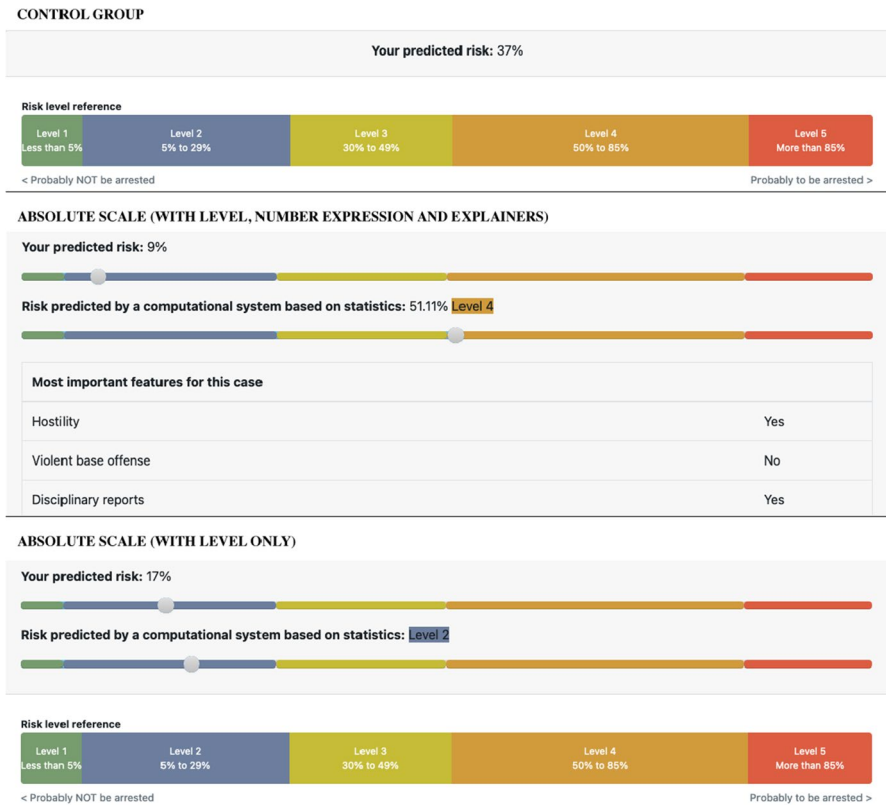 CONTROL GROUP
Your predicted risk: 37%
Risk level reference
Level 1 Level 2 Level 3 Level 4 Level 5
Less than 5% 5% to 29% 30% to 49% 50% to 85% More than 85%
< Probably NOT be arrested Probably to be arrested >
ABSOLUTE SCALE (WITH LEVEL, NUMBER EXPRESSION AND EXPLAINERS)
Your predicted risk: 9%
Risk predicted by a computational system based on statistics: 51.11% Level 4
Most important features for this case
Hostility Yes
Violent base offense No
Disciplinary reports Yes
ABSOLUTE SCALE (WITH LEVEL ONLY)
Your predicted risk: 17%
Risk predicted by a computational system based on statistics: Level 2
Risk level reference
Level 1 Level 2 Level 3 Level 4 Level 5
Less than 5% 5% to 29% 30% to 49% 50% to 85% More than 85%
< Probably NOT be arrested Probably to be arrested >